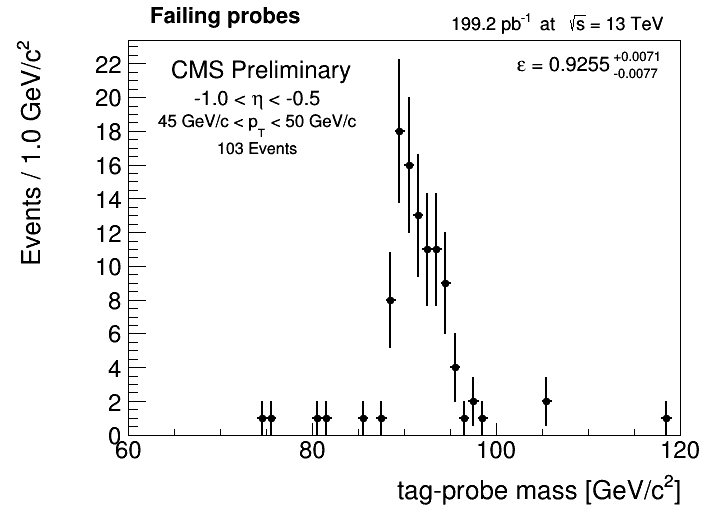 Failing probes
199.2 pb⁻¹ at √s = 13 TeV
CMS Preliminary
ε = 0.9255 +0.0071 -0.0077
-1.0 < η < -0.5
45 GeV/c < p_T < 50 GeV/c
103 Events
Events / 1.0 GeV/c²
22
20
18
16
14
12
10
8
6
4
2
0
60 80 100 120
tag-probe mass [GeV/c²]